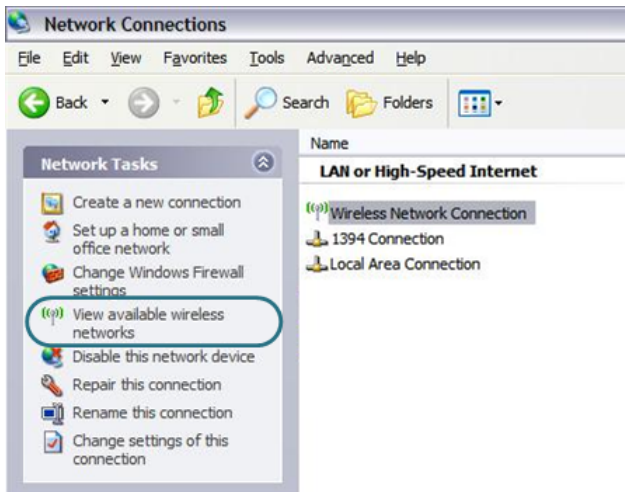 Network Connections
File Edit View Favorites Tools Advanced Help
Back Search Folders
Name
Network Tasks
LAN or High-Speed Internet
Create a new connection
Set up a home or small
office network
Change Windows Firewall
settings
View available wireless
networks
Disable this network device
Repair this connection
Rename this connection
Change settings of this
connection
Wireless Network Connection
1394 Connection
Local Area Connection